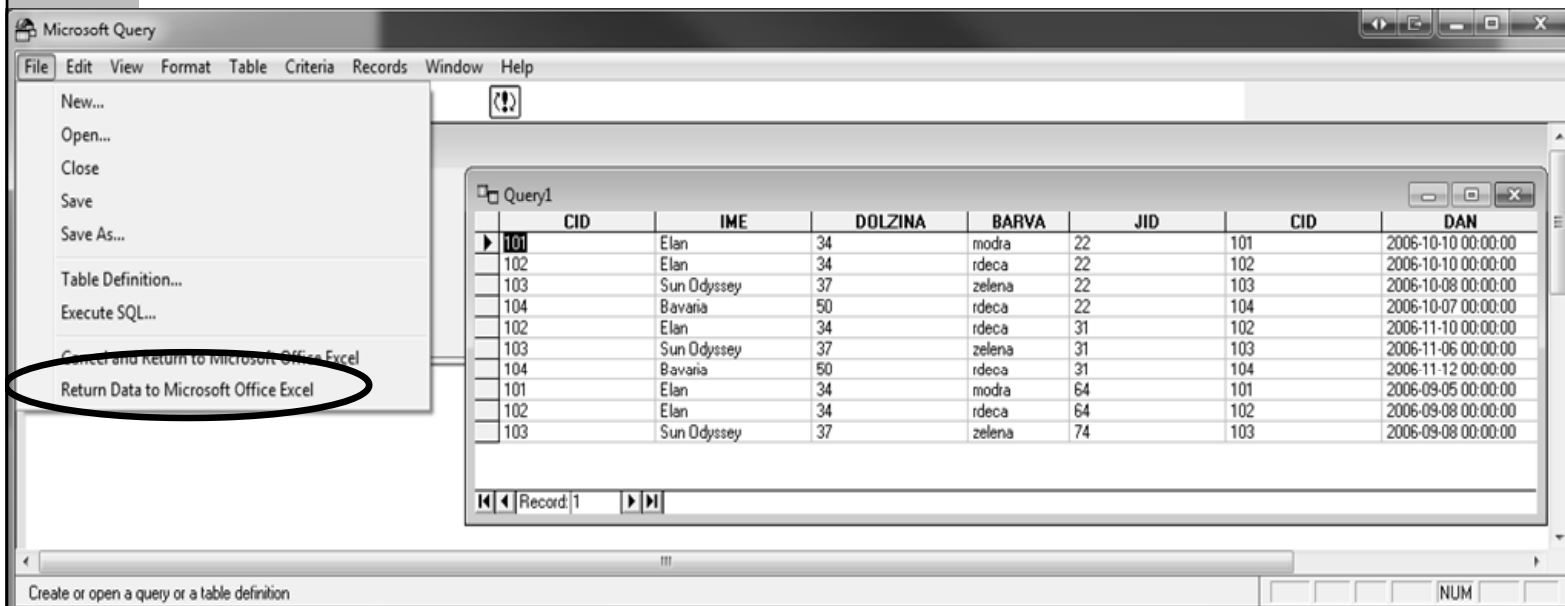 Microsoft Query
File Edit View Format Table Criteria Records Window Help
New...
Open...
Close
Save
Save As...
Table Definition...
Execute SQL...
Cancel and Return to Microsoft Office Excel
Return Data to Microsoft Office Excel
Query1
CID IME DOLZINA BARVA JID CID DAN
101 Elan 34 modra 22 101 2006-10-10 00:00:00
102 Elan 34 rdeca 22 102 2006-10-10 00:00:00
103 Sun Odyssey 37 zelena 22 103 2006-10-08 00:00:00
104 Bavaria 50 rdeca 22 104 2006-10-07 00:00:00
102 Elan 34 rdeca 31 102 2006-11-10 00:00:00
103 Sun Odyssey 37 zelena 31 103 2006-11-06 00:00:00
104 Bavaria 50 rdeca 31 104 2006-11-12 00:00:00
101 Elan 34 modra 64 101 2006-09-05 00:00:00
102 Elan 34 rdeca 64 102 2006-09-08 00:00:00
103 Sun Odyssey 37 zelena 74 103 2006-09-08 00:00:00
Record: 1
Create or open a query or a table definition
NUM